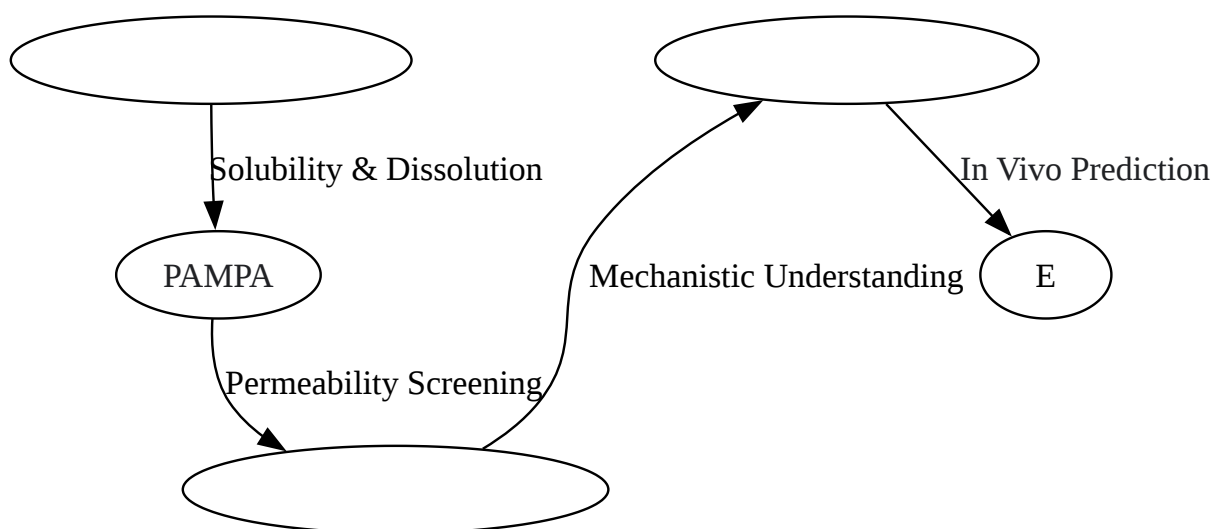 Solubility & Dissolution
In Vivo Prediction
PAMPA
Mechanistic Understanding
E
Permeability Screening